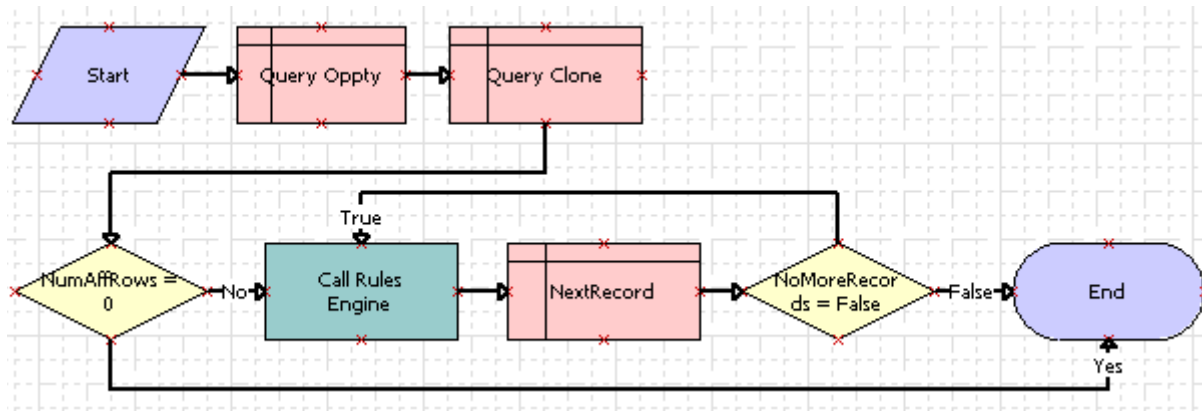 Start
Query Oppty
Query Clone
True
NumAffRows =
0
No
Call Rules
Engine
NextRecord
NoMoreRecor
ds = False
False
End
Yes